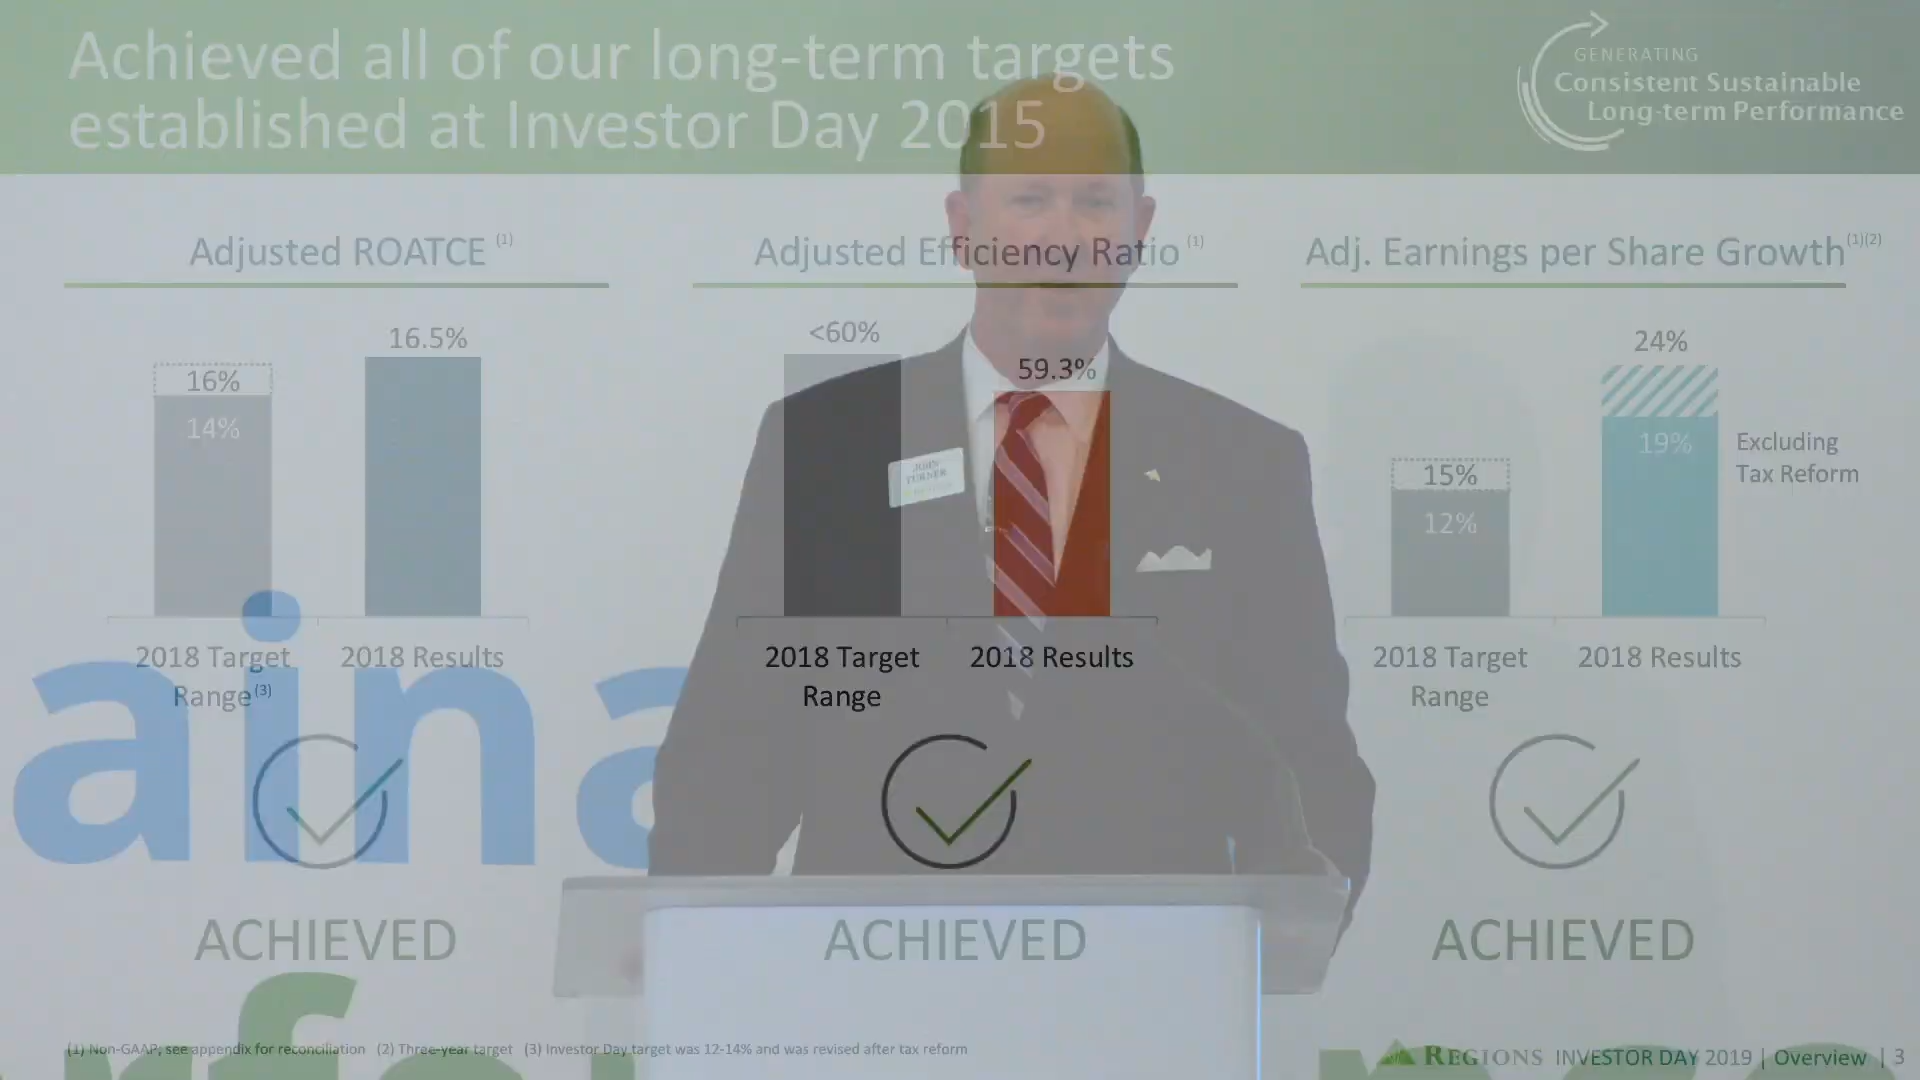 Achieved all of our long-term targets
established at Investor Day 2015
GENERATING
Consistent Sustainable
Long-term Performance
Adjusted ROATCE (1)
Adjusted Efficiency Ratio (1)
Adj. Earnings per Share Growth (1)(2)
16%
14%
16.5%
<60%
59.3%
15%
12%
24%
19%
Excluding
Tax Reform
JOHN
TURNER
2018 Target
Range (3)
2018 Results
2018 Target
Range
2018 Results
2018 Target
Range
2018 Results
aina
ACHIEVED
ACHIEVED
ACHIEVED
(1) Non-GAAP, see appendix for reconciliation (2) Three-year target (3) Investor Day target was 12-14% and was revised after tax reform
REGIONS INVESTOR DAY 2019 | Overview | 3